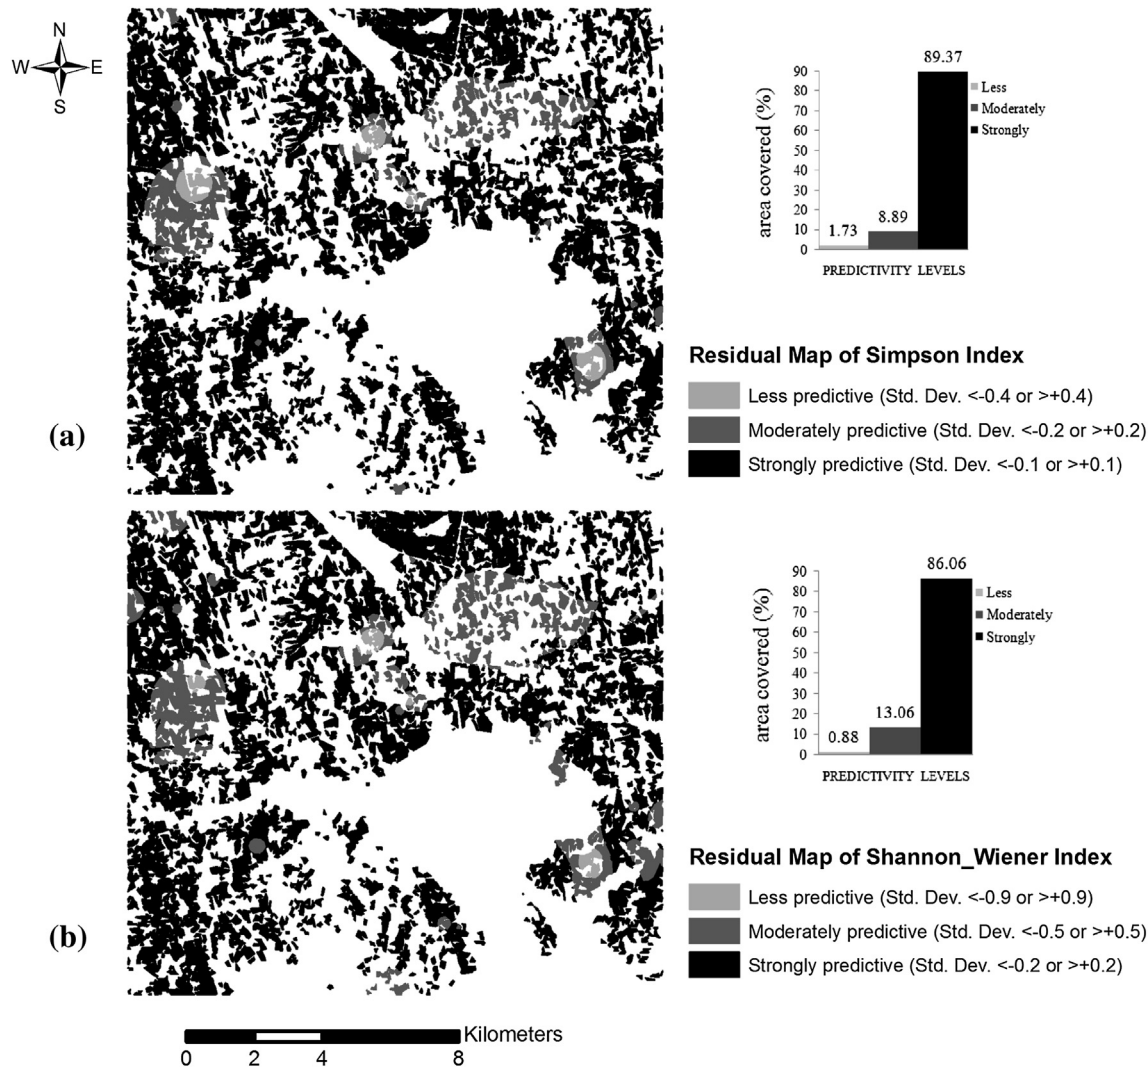 N
W E
S
89.37
90
80
70
60
50
40
30
20
10
0
area covered (%)
1.73
8.89
Less
Moderately
Strongly
PREDICTIVITY LEVELS
Residual Map of Simpson Index
Less predictive (Std. Dev. <-0.4 or >+0.4)
Moderately predictive (Std. Dev. <-0.2 or >+0.2)
Strongly predictive (Std. Dev. <-0.1 or >+0.1)
(a)
86.06
90
80
70
60
50
40
30
20
10
0
area covered (%)
0.88
13.06
Less
Moderately
Strongly
PREDICTIVITY LEVELS
Residual Map of Shannon_Wiener Index
Less predictive (Std. Dev. <-0.9 or >+0.9)
Moderately predictive (Std. Dev. <-0.5 or >+0.5)
Strongly predictive (Std. Dev. <-0.2 or >+0.2)
(b)
Kilometers
0 2 4 8